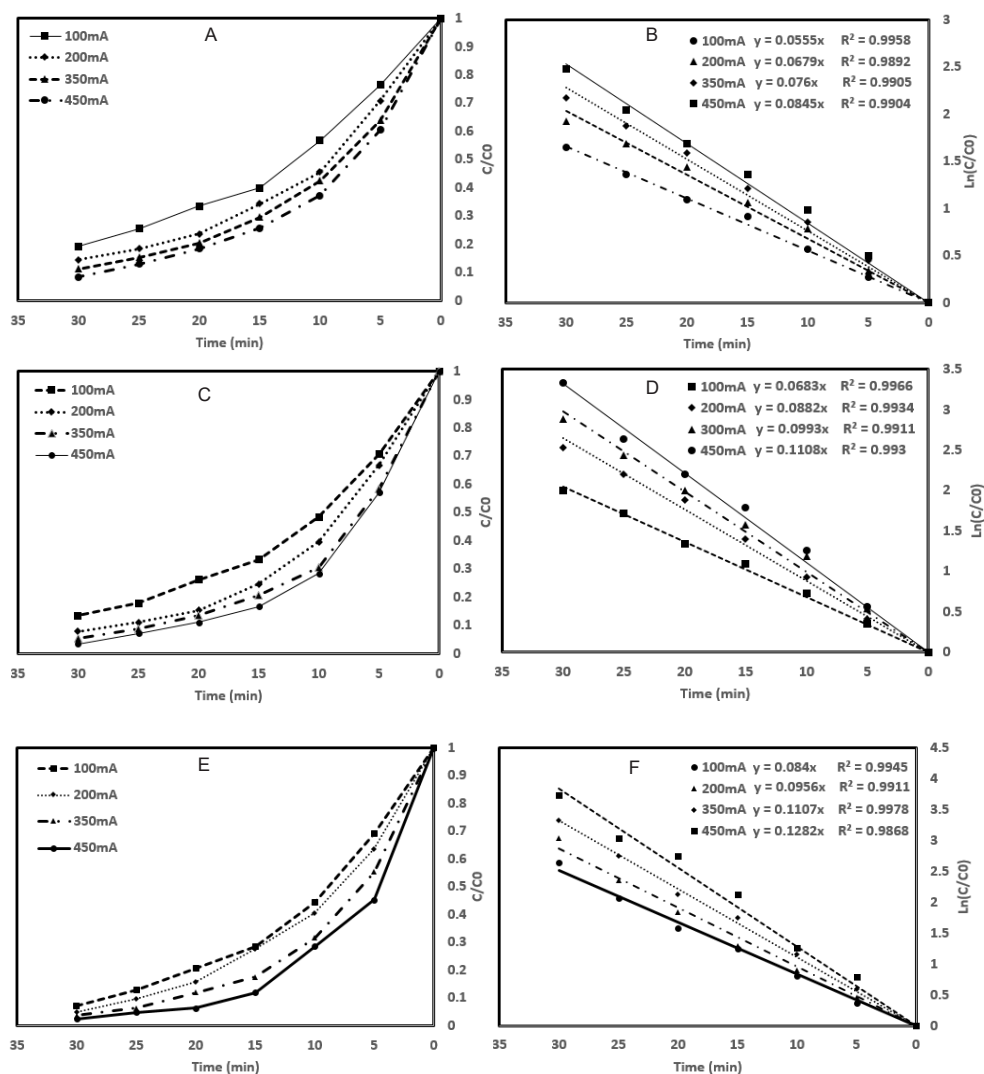 A
100mA
200mA
350mA
450mA
1
0.9
0.8
0.7
0.6
0.5
0.4
0.3
0.2
0.1
0
C/C0
35 30 25 20 15 10 5 0
Time (min)
B
100mA y = 0.0555x R² = 0.9958
200mA y = 0.0679x R² = 0.9892
350mA y = 0.076x R² = 0.9905
450mA y = 0.0845x R² = 0.9904
3
2.5
2
1.5
1
0.5
0
Ln(C/C0)
35 30 25 20 15 10 5 0
Time (min)
C
100mA
200mA
350mA
450mA
1
0.9
0.8
0.7
0.6
0.5
0.4
0.3
0.2
0.1
0
C/C0
35 30 25 20 15 10 5 0
Time (min)
D
100mA y = 0.0683x R² = 0.9966
200mA y = 0.0882x R² = 0.9934
300mA y = 0.0993x R² = 0.9911
450mA y = 0.1108x R² = 0.993
3.5
3
2.5
2
1.5
1
0.5
0
Ln(C/C0)
35 30 25 20 15 10 5 0
Time (min)
E
100mA
200mA
350mA
450mA
1
0.9
0.8
0.7
0.6
0.5
0.4
0.3
0.2
0.1
0
C/C0
35 30 25 20 15 10 5 0
Time (min)
F
100mA y = 0.084x R² = 0.9945
200mA y = 0.0956x R² = 0.9911
350mA y = 0.1107x R² = 0.9978
450mA y = 0.1282x R² = 0.9868
4.5
4
3.5
3
2.5
2
1.5
1
0.5
0
Ln(C/C0)
35 30 25 20 15 10 5 0
Time (min)